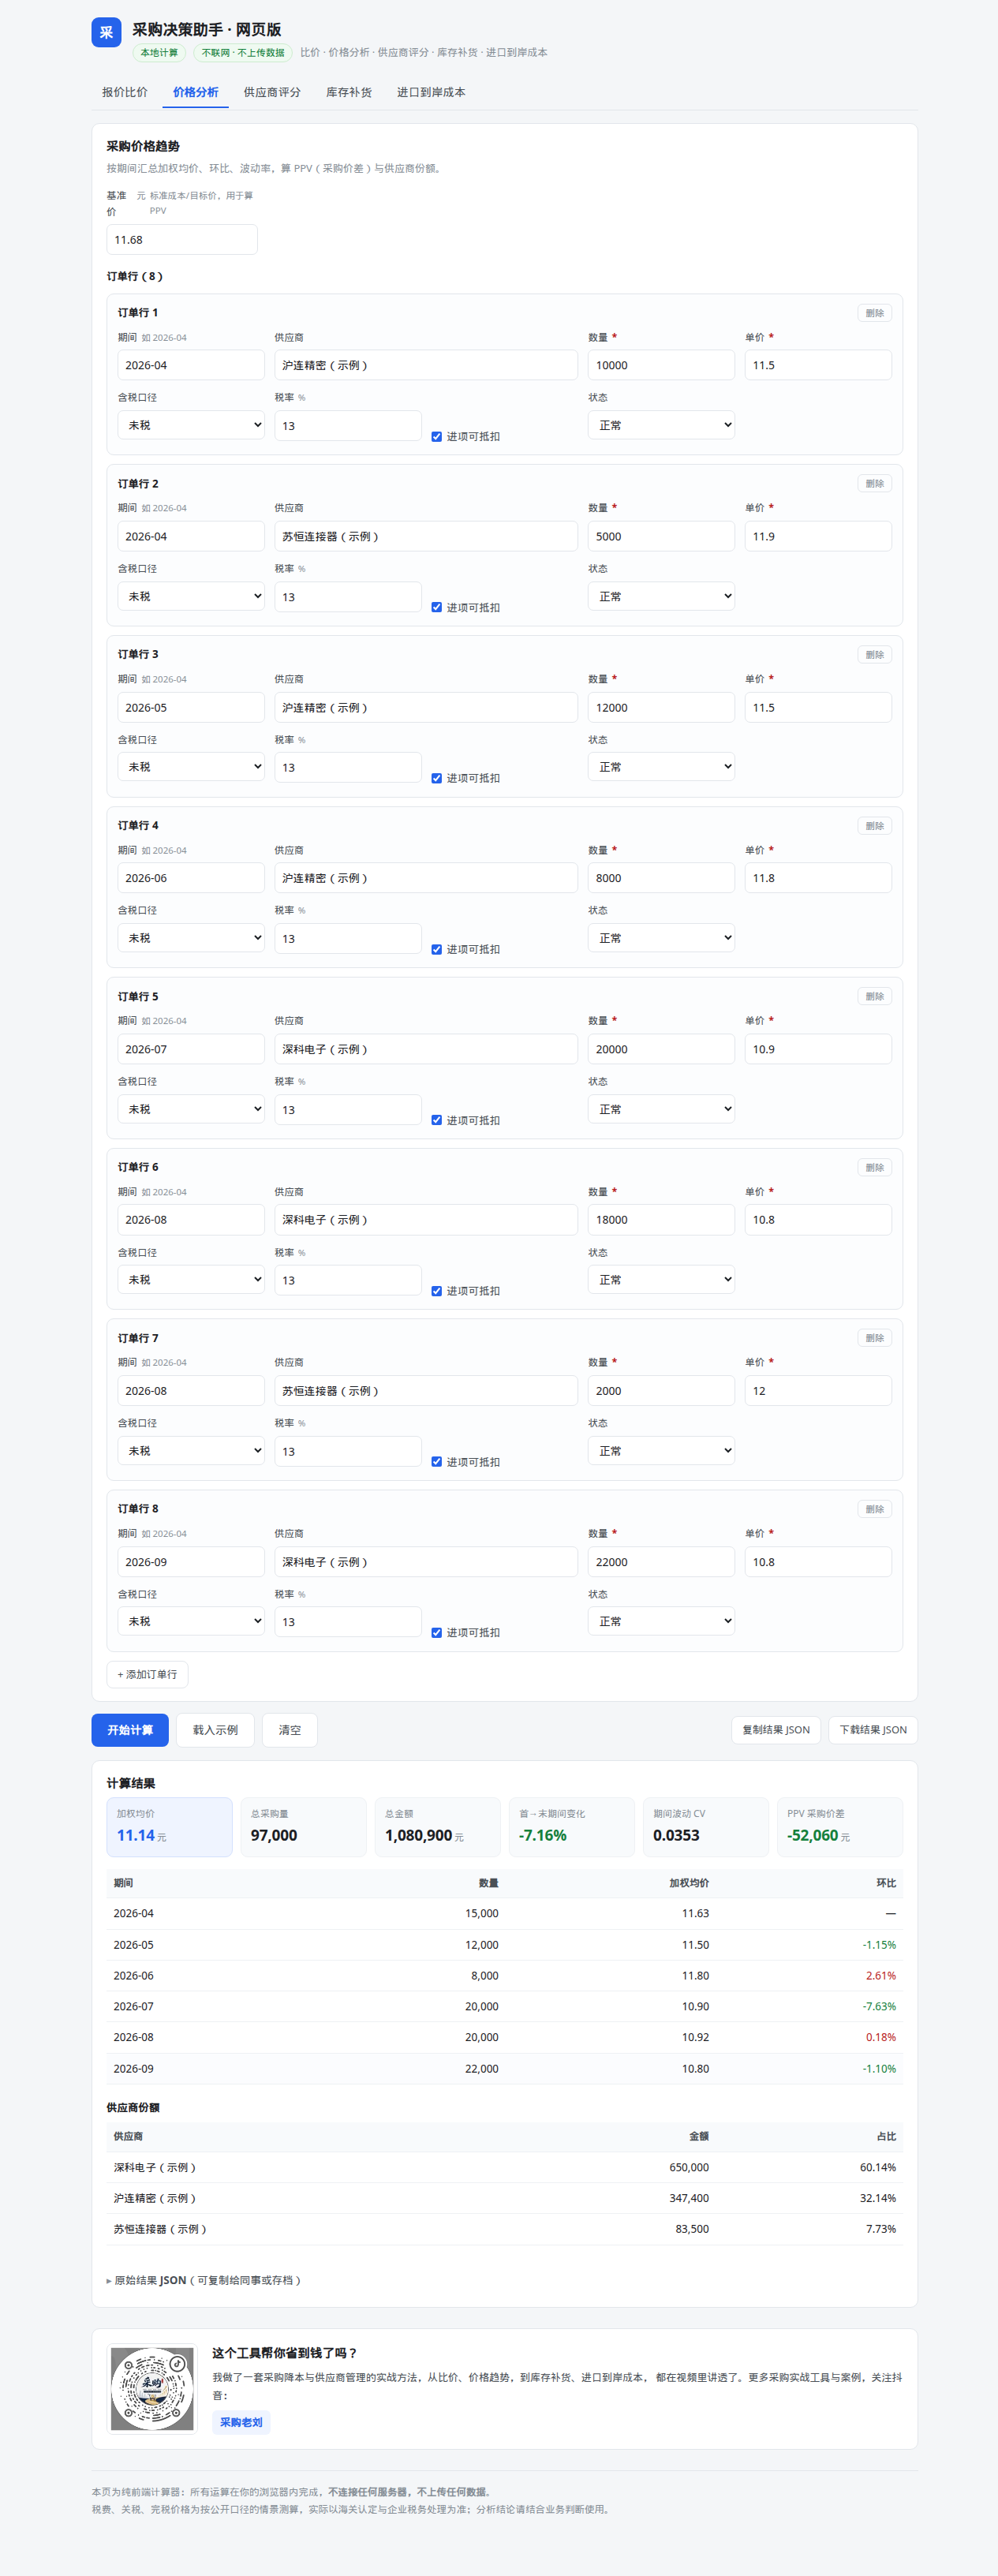 采
采购决策助手 · 网页版
本地计算 不联网 · 不上传数据 比价 · 价格分析 · 供应商评分 · 库存补货 · 进口到岸成本
报价比价 价格分析 供应商评分 库存补货 进口到岸成本
采购价格趋势
按期间汇总加权均价、环比、波动率，算 PPV（采购价差）与供应商份额。
基准价 元 标准成本/目标价，用于算 PPV
11.68
订单行（8）
订单行 1 删除
期间 如 2026-04 供应商 数量 * 单价 *
2026-04 沪连精密（示例） 10000 11.5
含税口径 税率 % 状态
未税 13 进项可抵扣 正常
订单行 2 删除
期间 如 2026-04 供应商 数量 * 单价 *
2026-04 苏恒连接器（示例） 5000 11.9
含税口径 税率 % 状态
未税 13 进项可抵扣 正常
订单行 3 删除
期间 如 2026-04 供应商 数量 * 单价 *
2026-05 沪连精密（示例） 12000 11.5
含税口径 税率 % 状态
未税 13 进项可抵扣 正常
订单行 4 删除
期间 如 2026-04 供应商 数量 * 单价 *
2026-06 沪连精密（示例） 8000 11.8
含税口径 税率 % 状态
未税 13 进项可抵扣 正常
订单行 5 删除
期间 如 2026-04 供应商 数量 * 单价 *
2026-07 深科电子（示例） 20000 10.9
含税口径 税率 % 状态
未税 13 进项可抵扣 正常
订单行 6 删除
期间 如 2026-04 供应商 数量 * 单价 *
2026-08 深科电子（示例） 18000 10.8
含税口径 税率 % 状态
未税 13 进项可抵扣 正常
订单行 7 删除
期间 如 2026-04 供应商 数量 * 单价 *
2026-08 苏恒连接器（示例） 2000 12
含税口径 税率 % 状态
未税 13 进项可抵扣 正常
订单行 8 删除
期间 如 2026-04 供应商 数量 * 单价 *
2026-09 深科电子（示例） 22000 10.8
含税口径 税率 % 状态
未税 13 进项可抵扣 正常
+ 添加订单行
开始计算 载入示例 清空 复制结果 JSON 下载结果 JSON
计算结果
加权均价 总采购量 总金额 首→末期间变化 期间波动 CV PPV 采购价差
11.14 元 97,000 1,080,900 元 -7.16% 0.0353 -52,060 元
期间 数量 加权均价 环比
2026-04 15,000 11.63 —
2026-05 12,000 11.50 -1.15%
2026-06 8,000 11.80 2.61%
2026-07 20,000 10.90 -7.63%
2026-08 20,000 10.92 0.18%
2026-09 22,000 10.80 -1.10%
供应商份额
供应商 金额 占比
深科电子（示例） 650,000 60.14%
沪连精密（示例） 347,400 32.14%
苏恒连接器（示例） 83,500 7.73%
▸ 原始结果 JSON（可复制给同事或存档）
采购
这个工具帮你省到钱了吗？
我做了一套采购降本与供应商管理的实战方法，从比价、价格趋势，到库存补货、进口到岸成本， 都在视频里讲透了。更多采购实战工具与案例，关注抖
音：
采购老刘
本页为纯前端计算器：所有运算在你的浏览器内完成，不连接任何服务器，不上传任何数据。
税费、关税、完税价格为按公开口径的情景测算，实际以海关认定与企业税务处理为准；分析结论请结合业务判断使用。